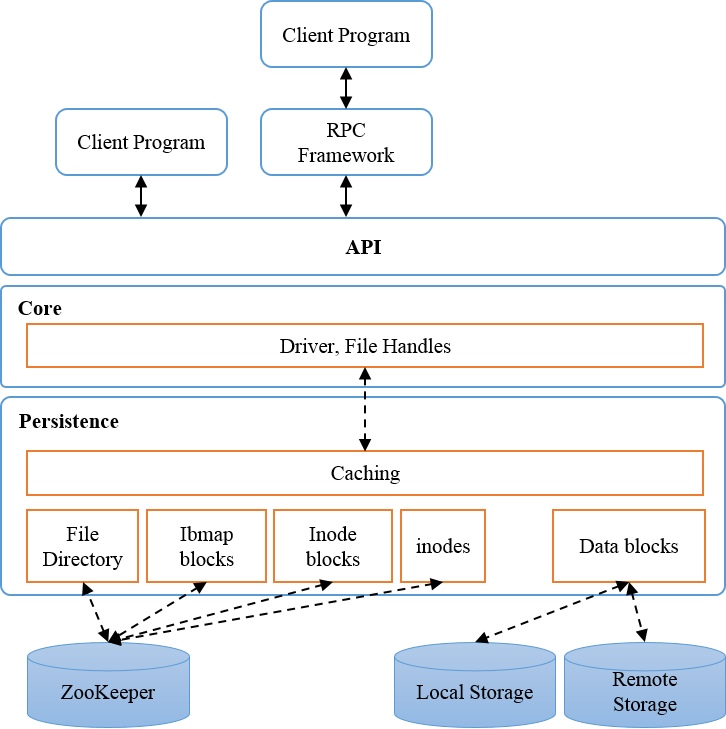 Client Program
Client Program
RPC
Framework
API
Core
Driver, File Handles
Persistence
Caching
File
Directory
Ibmap
blocks
Inode
blocks
inodes
Data blocks
ZooKeeper
Local Storage
Remote
Storage